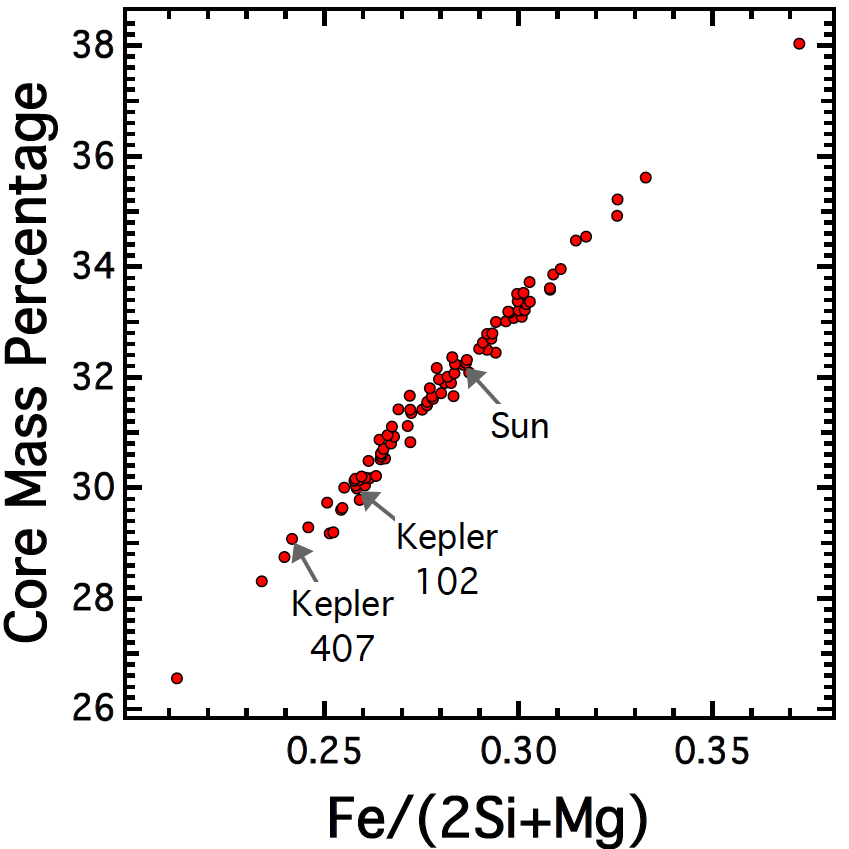 Core Mass Percentage
38
36
34
32
30
28
26
Sun
Kepler
102
Kepler
407
0.25
0.30
0.35
Fe/(2Si+Mg)